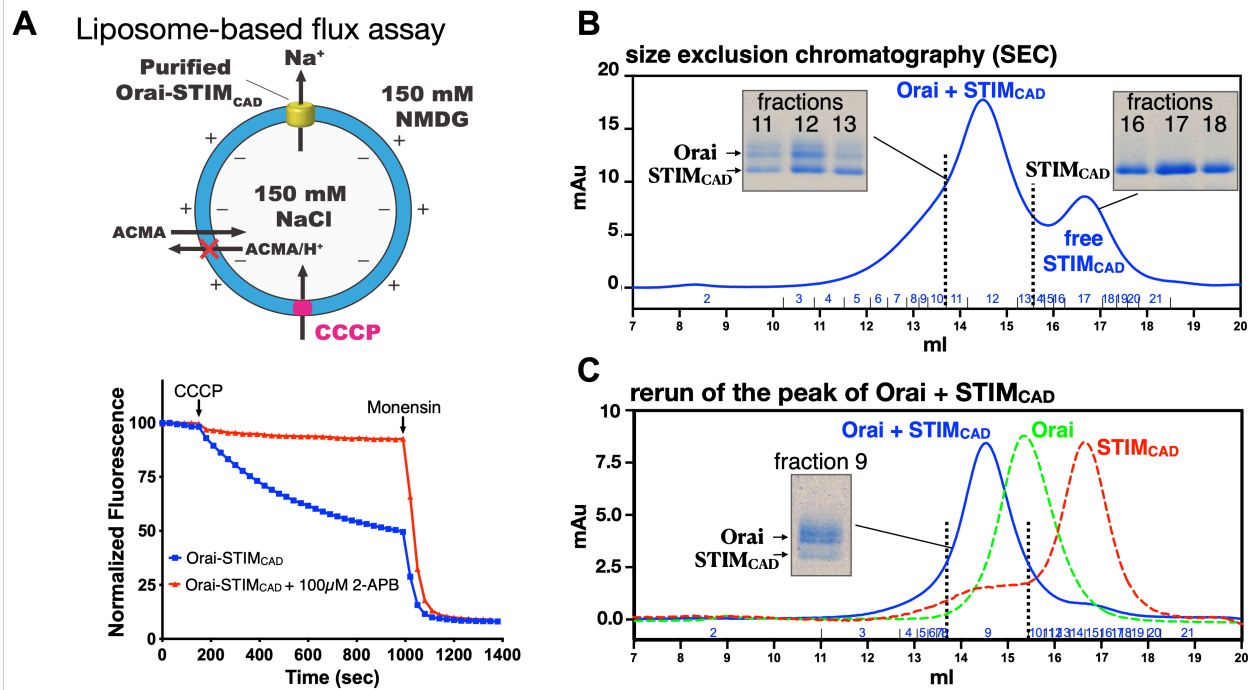 A
Liposome-based flux assay
Na⁺
Purified
Orai-STIMCAD
150 mM
NMDG
+
+
−
−
150 mM
NaCl
+
+
ACMA
ACMA/H⁺
−
−
+
+
CCCP
CCCP
Monensin
100
75
50
25
0
Normalized Fluorescence
Orai-STIMCAD
Orai-STIMCAD + 100µM 2-APB
0 200 400 600 800 1000 1200 1400
Time (sec)
B
size exclusion chromatography (SEC)
20
15
10
5
0
mAu
Orai + STIMCAD
fractions
11 12 13
Orai
STIMCAD
fractions
16 17 18
STIMCAD
free
STIMCAD
2 3 4 5 6 7 8 9 10 11 12 13 14 15 16 17 18 19 20 21
7 8 9 10 11 12 13 14 15 16 17 18 19 20
ml
C
rerun of the peak of Orai + STIMCAD
10
7.5
5.0
2.5
0.0
mAu
Orai + STIMCAD
Orai
STIMCAD
fraction 9
Orai
STIMCAD
2 3 4 5 6 7 8 9 10 11 12 13 14 15 16 17 18 19 20 21
7 8 9 10 11 12 13 14 15 16 17 18 19 20
ml